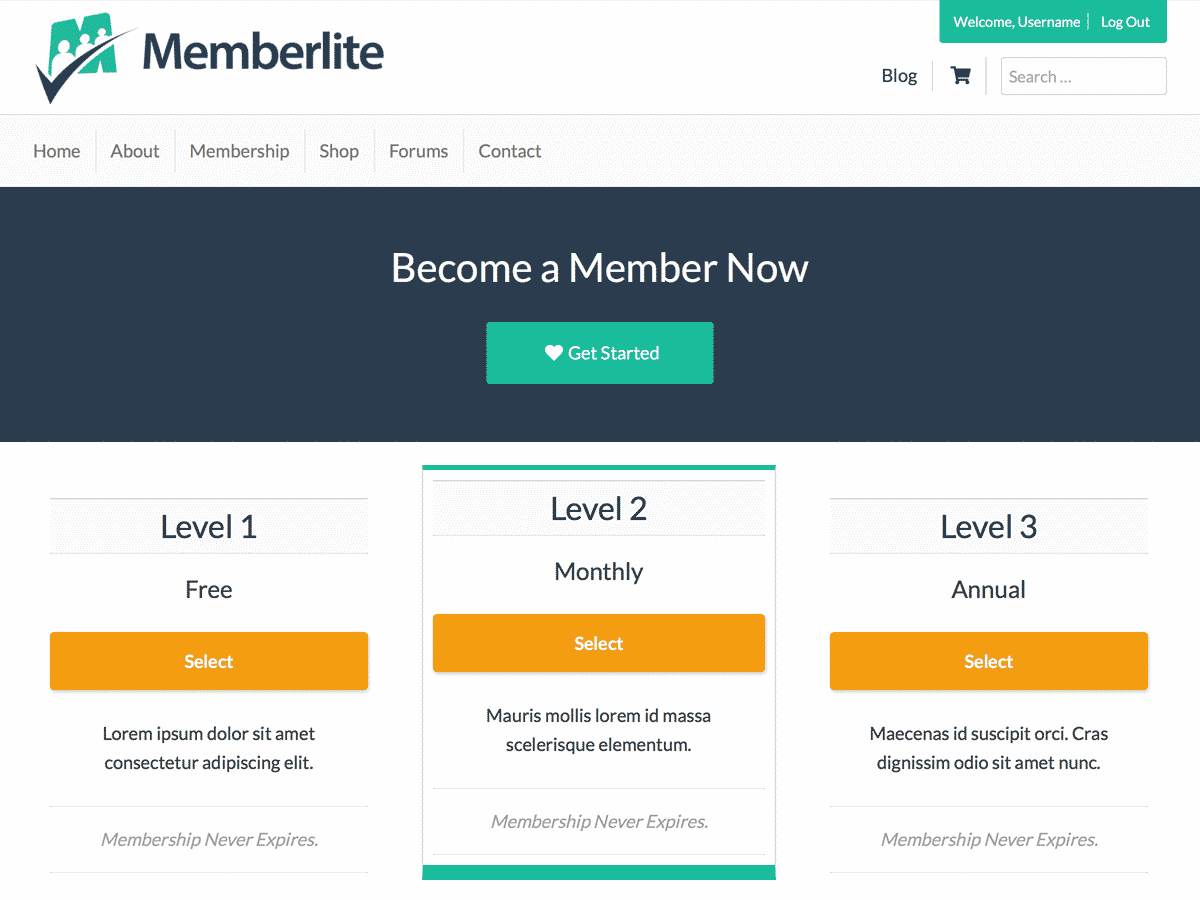 Memberlite
Welcome, Username
Log Out
Blog
Search ...
Home
About
Membership
Shop
Forums
Contact
Become a Member Now
Get Started
Level 1
Free
Select
Lorem ipsum dolor sit amet
consectetur adipiscing elit.
Membership Never Expires.
Level 2
Monthly
Select
Mauris mollis lorem id massa
scelerisque elementum.
Membership Never Expires.
Level 3
Annual
Select
Maecenas id suscipit orci. Cras
dignissim odio sit amet nunc.
Membership Never Expires.